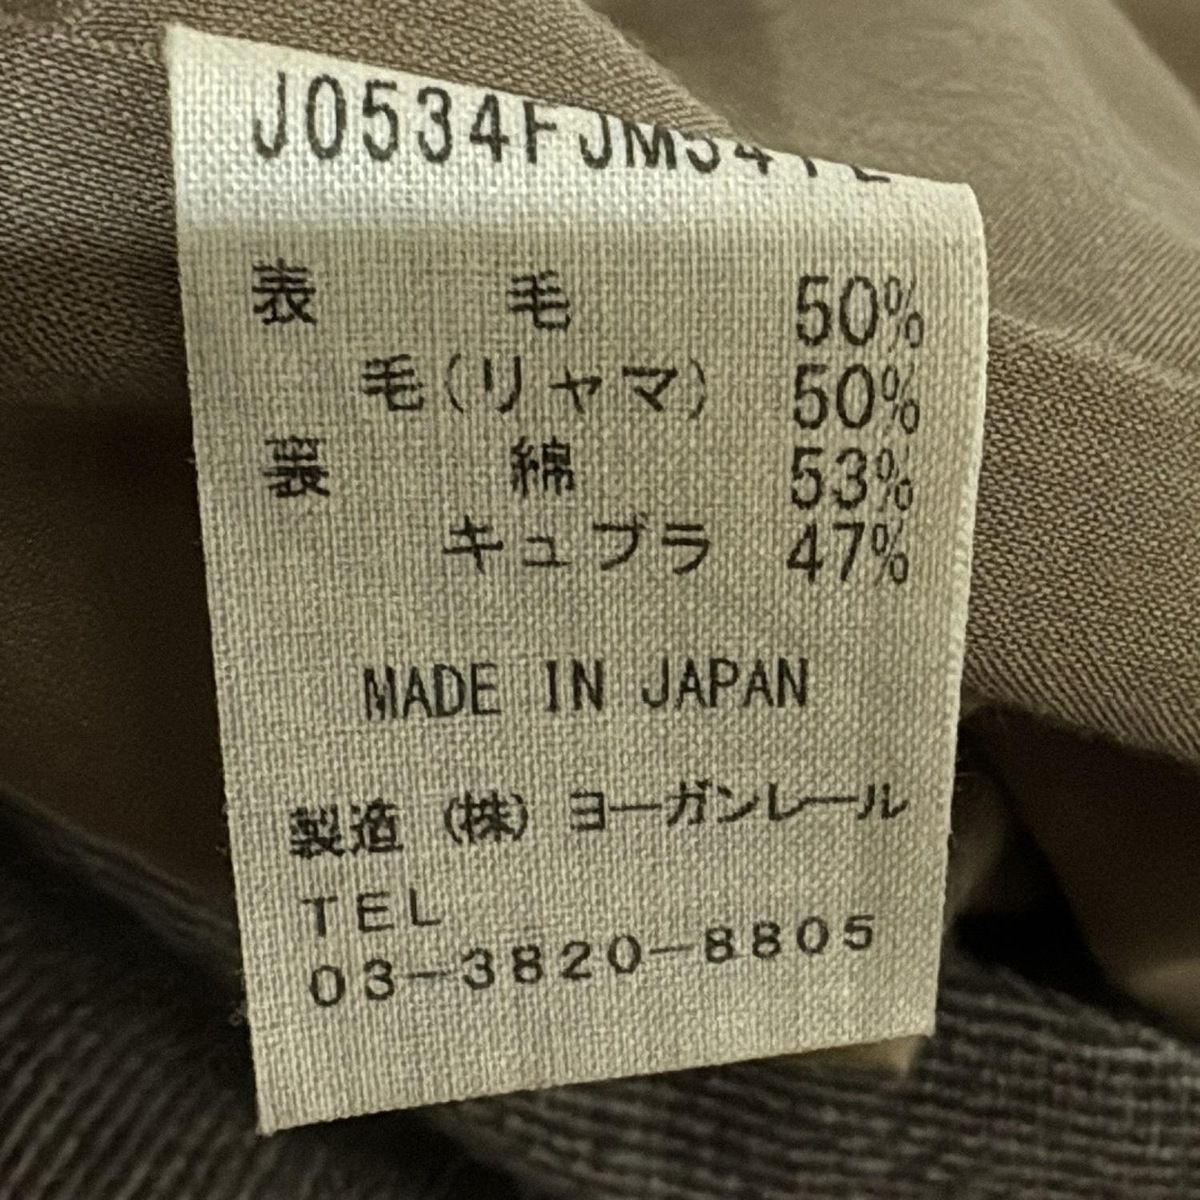 表 毛 50%
毛(リャマ) 50%
裏 綿 53%
キュプラ 47%
MADE IN JAPAN
製造 (株) ヨーガンレール
TEL
03-3820-8805